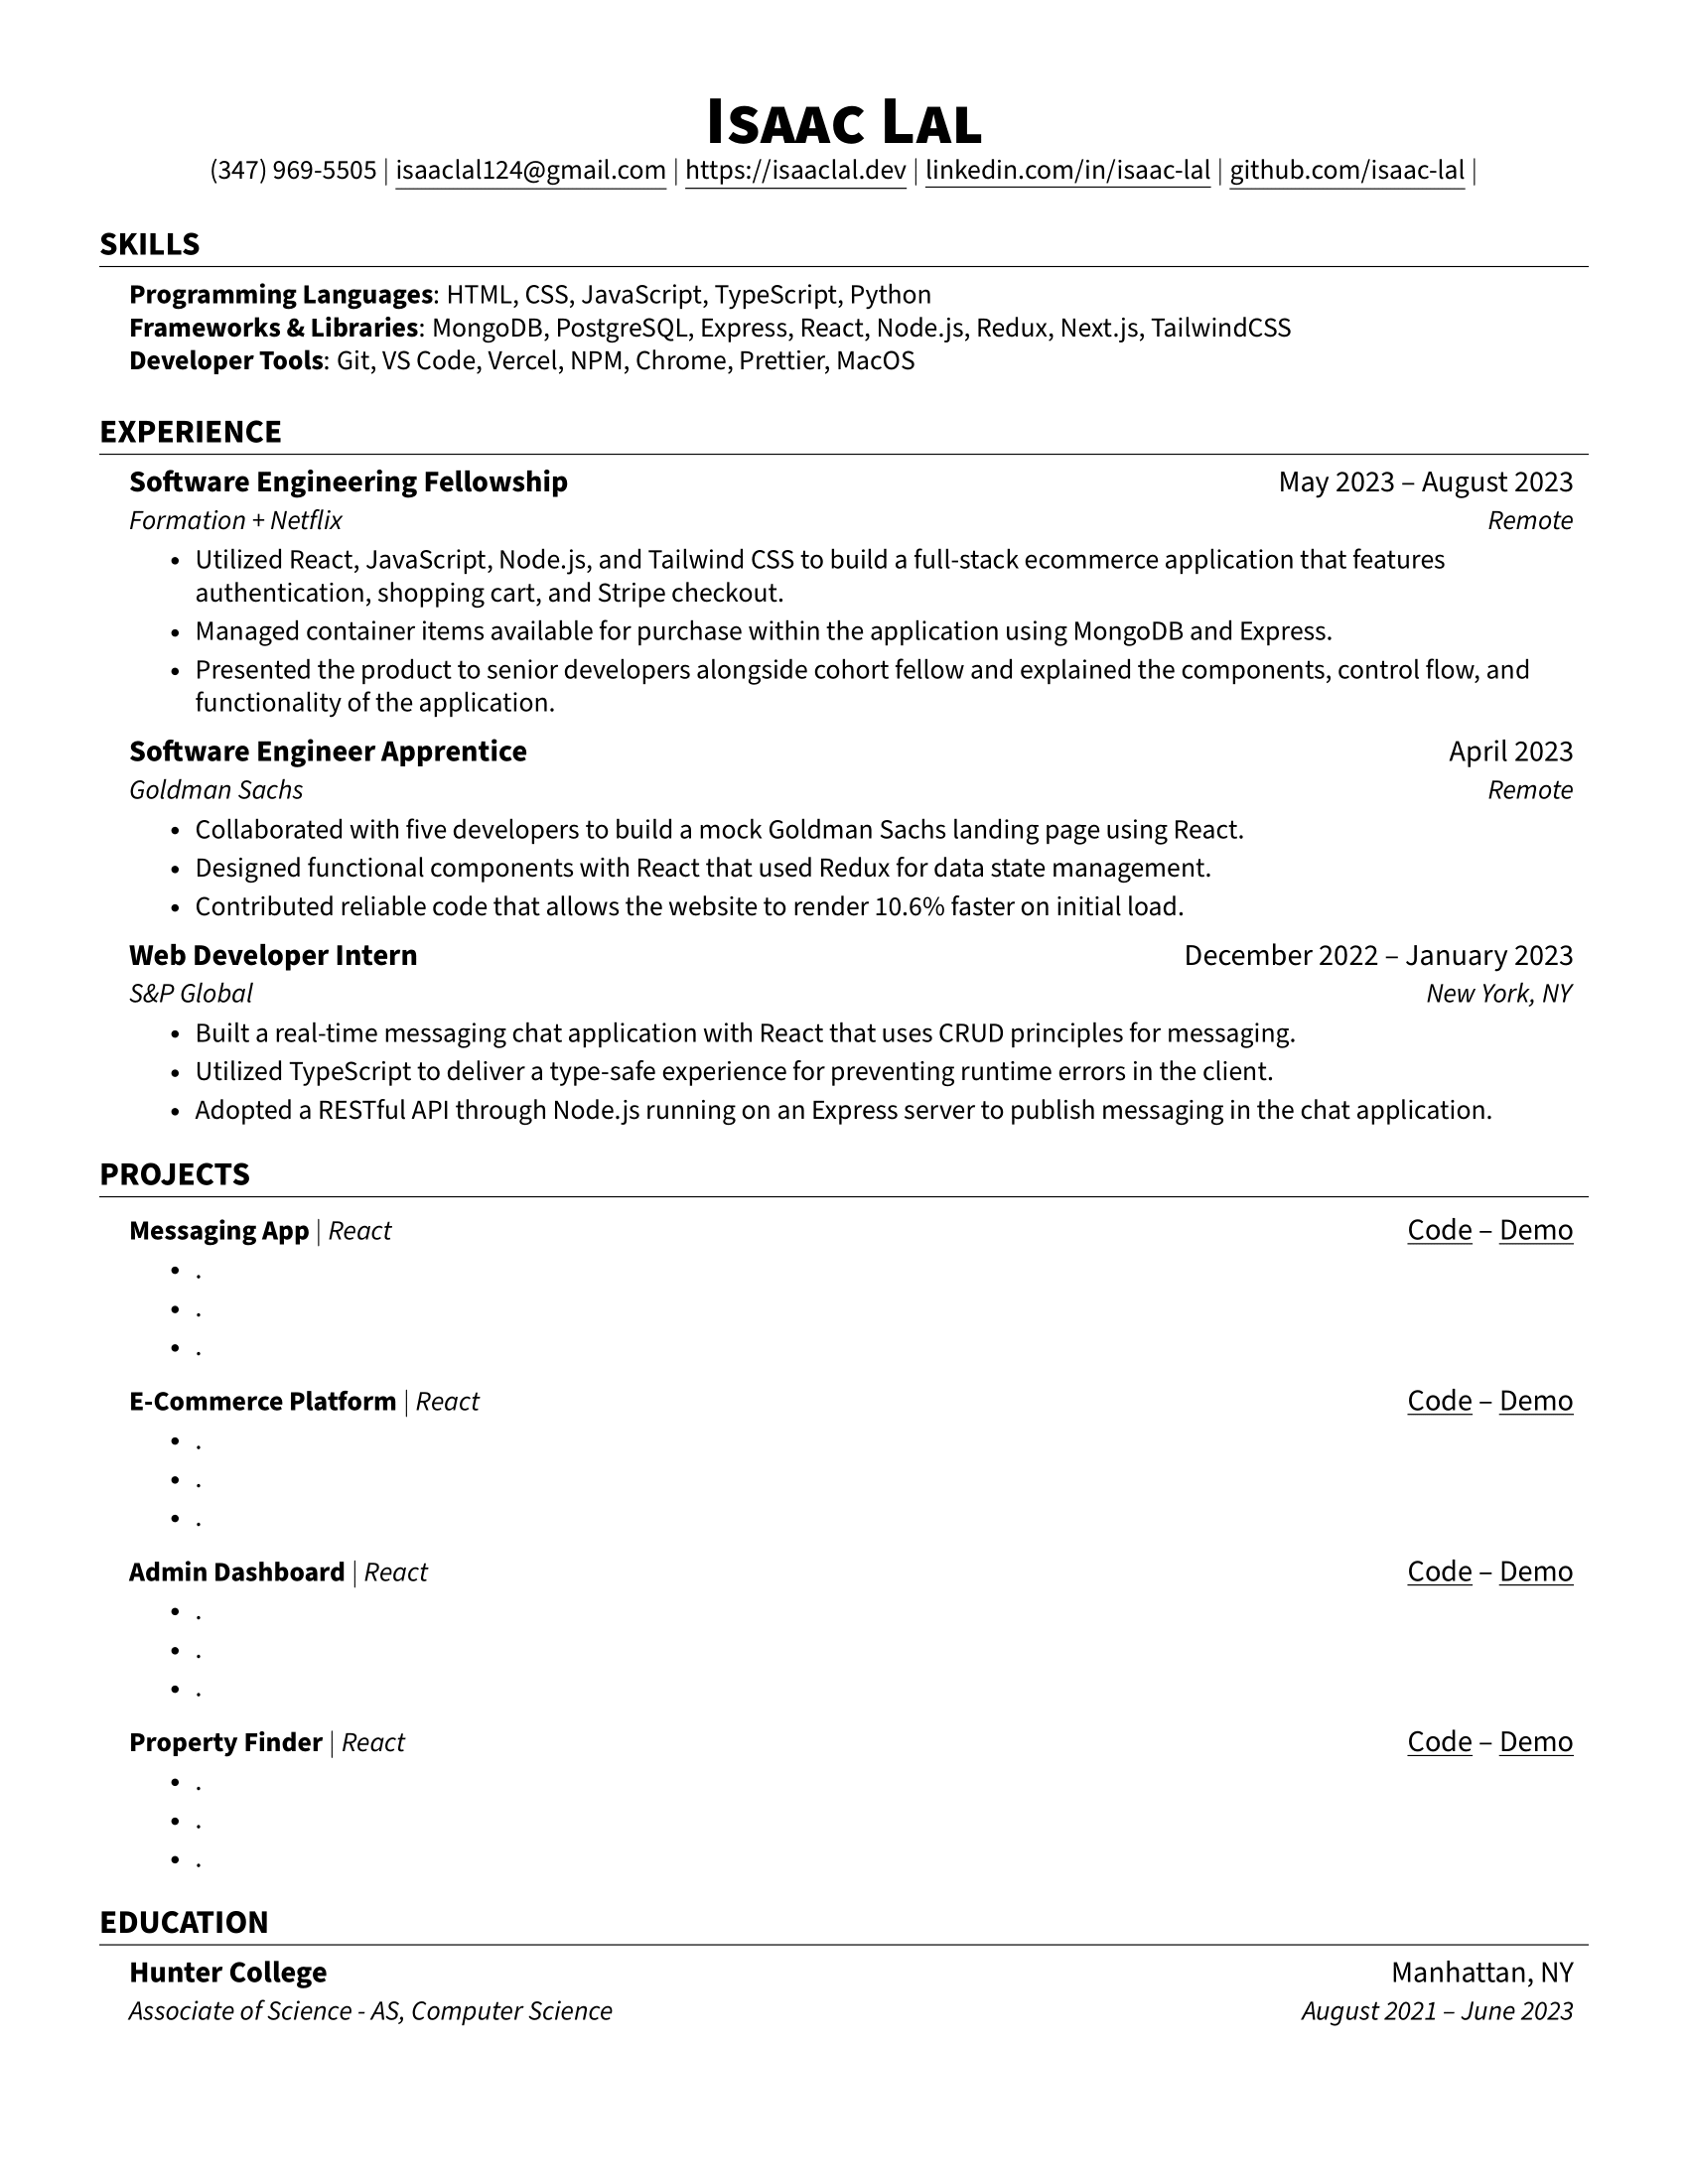 Isaac Lal
(347) 969-5505 | isaaclal124@gmail.com | https://isaaclal.dev | linkedin.com/in/isaac-lal | github.com/isaac-lal |
SKILLS
Programming Languages: HTML, CSS, JavaScript, TypeScript, Python
Frameworks & Libraries: MongoDB, PostgreSQL, Express, React, Node.js, Redux, Next.js, TailwindCSS
Developer Tools: Git, VS Code, Vercel, NPM, Chrome, Prettier, MacOS
EXPERIENCE
Software Engineering Fellowship May 2023 – August 2023
Formation + Netflix Remote
• Utilized React, JavaScript, Node.js, and Tailwind CSS to build a full-stack ecommerce application that features
authentication, shopping cart, and Stripe checkout.
• Managed container items available for purchase within the application using MongoDB and Express.
• Presented the product to senior developers alongside cohort fellow and explained the components, control flow, and
functionality of the application.
Software Engineer Apprentice April 2023
Goldman Sachs Remote
• Collaborated with five developers to build a mock Goldman Sachs landing page using React.
• Designed functional components with React that used Redux for data state management.
• Contributed reliable code that allows the website to render 10.6% faster on initial load.
Web Developer Intern December 2022 – January 2023
S&P Global New York, NY
• Built a real-time messaging chat application with React that uses CRUD principles for messaging.
• Utilized TypeScript to deliver a type-safe experience for preventing runtime errors in the client.
• Adopted a RESTful API through Node.js running on an Express server to publish messaging in the chat application.
PROJECTS
Messaging App | React Code – Demo
• .
• .
• .
E-Commerce Platform | React Code – Demo
• .
• .
• .
Admin Dashboard | React Code – Demo
• .
• .
• .
Property Finder | React Code – Demo
• .
• .
• .
EDUCATION
Hunter College Manhattan, NY
Associate of Science - AS, Computer Science August 2021 – June 2023